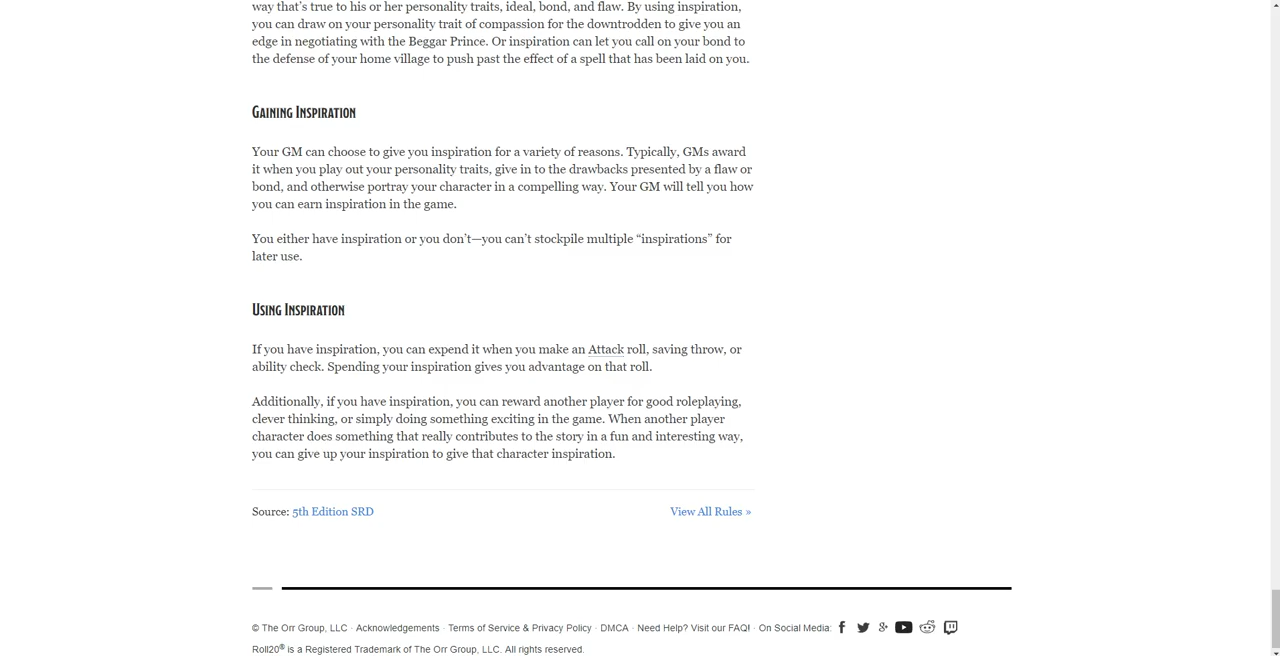 way that's true to his or her personality traits, ideal, bond, and flaw. By using inspiration,
you can draw on your personality trait of compassion for the downtrodden to give you an
edge in negotiating with the Beggar Prince. Or inspiration can let you call on your bond to
the defense of your home village to push past the effect of a spell that has been laid on you.
Gaining Inspiration
Your GM can choose to give you inspiration for a variety of reasons. Typically, GMs award
it when you play out your personality traits, give in to the drawbacks presented by a flaw or
bond, and otherwise portray your character in a compelling way. Your GM will tell you how
you can earn inspiration in the game.
You either have inspiration or you don't—you can't stockpile multiple “inspirations” for
later use.
Using Inspiration
If you have inspiration, you can expend it when you make an Attack roll, saving throw, or
ability check. Spending your inspiration gives you advantage on that roll.
Additionally, if you have inspiration, you can reward another player for good roleplaying,
clever thinking, or simply doing something exciting in the game. When another player
character does something that really contributes to the story in a fun and interesting way,
you can give up your inspiration to give that character inspiration.
Source: 5th Edition SRD View All Rules »
© The Orr Group, LLC · Acknowledgements · Terms of Service & Privacy Policy · DMCA · Need Help? Visit our FAQ! · On Social Media:
Roll20® is a Registered Trademark of The Orr Group, LLC. All rights reserved.